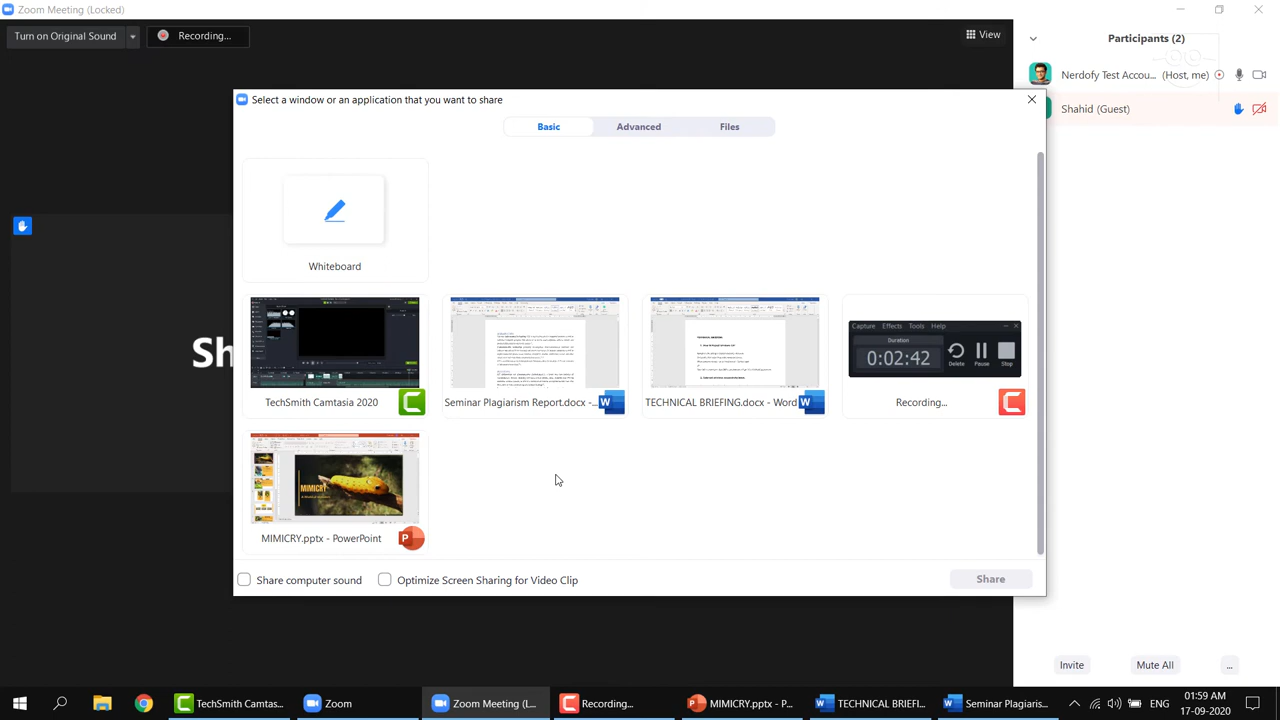 Zoom Meeting (Locked)
Turn on Original Sound
Recording...
View
Participants (2)
Nerdofy Test Accou... (Host, me)
Shahid (Guest)
Select a window or an application that you want to share
Basic
Advanced
Files
Whiteboard
Sh
TechSmith Camtasia 2020
Seminar Plagiarism Report.docx -...
TECHNICAL BRIEFING.docx - Word
Capture Effects Tools Help
Duration
0:02:42
Delete Pause Stop
Recording...
MIMICRY
MIMICRY.pptx - PowerPoint
Share computer sound
Optimize Screen Sharing for Video Clip
Share
Invite
Mute All
...
TechSmith Camtas...
Zoom
Zoom Meeting (L...
Recording...
MIMICRY.pptx - P...
TECHNICAL BRIEFI...
Seminar Plagiaris...
ENG
01:59 AM
17-09-2020